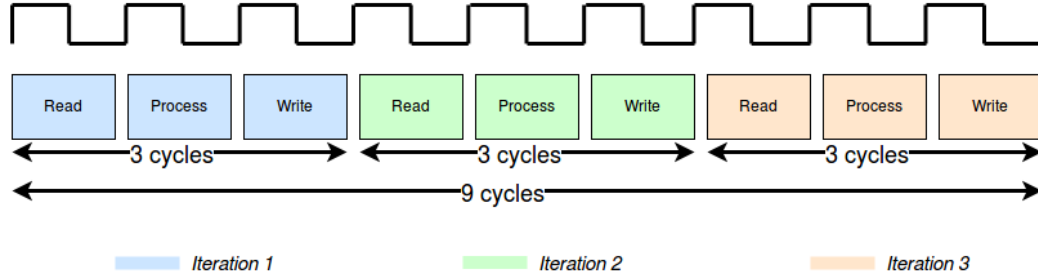 Read Process Write Read Process Write Read Process Write
3 cycles 3 cycles 3 cycles
9 cycles
Iteration 1 Iteration 2 Iteration 3